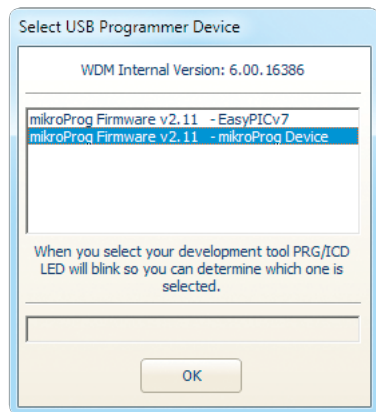 Select USB Programmer Device
WDM Internal Version: 6.00.16386
mikroProg Firmware v2.11 - EasyPICv7
mikroProg Firmware v2.11 - mikroProg Device
When you select your development tool PRG/ICD
LED will blink so you can determine which one is
selected.
OK